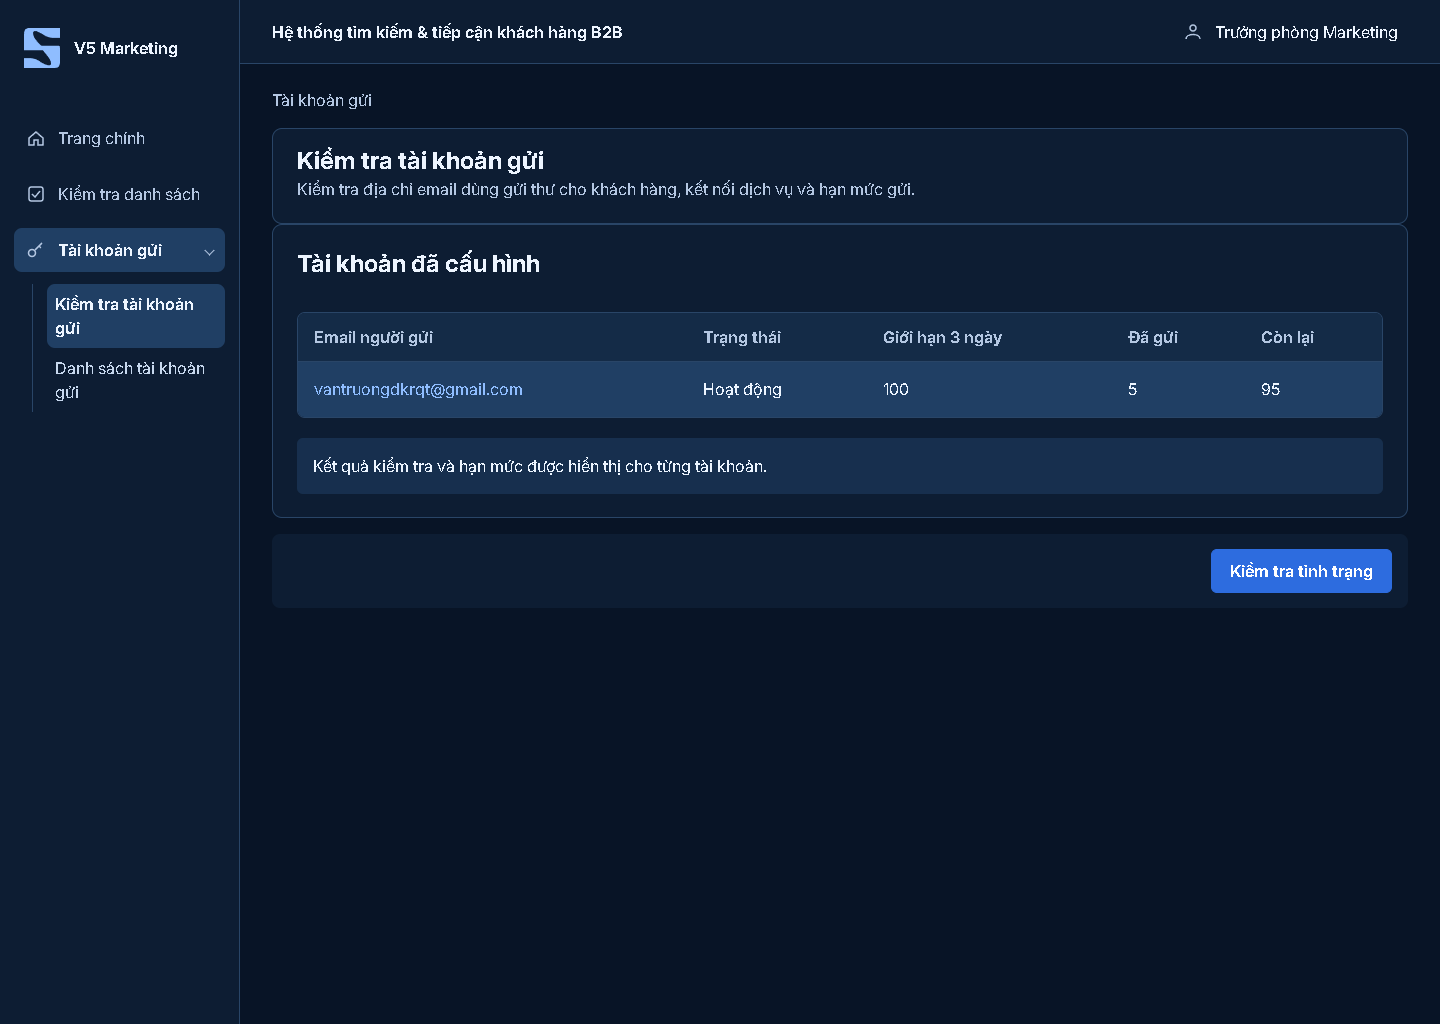 V5 Marketing
Hệ thống tìm kiếm & tiếp cận khách hàng B2B
Trưởng phòng Marketing
Trang chính
Kiểm tra danh sách
Tài khoản gửi
Kiểm tra tài khoản
gửi
Danh sách tài khoản
gửi
Tài khoản gửi
Kiểm tra tài khoản gửi
Kiểm tra địa chỉ email dùng gửi thư cho khách hàng, kết nối dịch vụ và hạn mức gửi.
Tài khoản đã cấu hình
Email người gửi Trạng thái Giới hạn 3 ngày Đã gửi Còn lại
vantruongdkrqt@gmail.com Hoạt động 100 5 95
Kết quả kiểm tra và hạn mức được hiển thị cho từng tài khoản.
Kiểm tra tình trạng